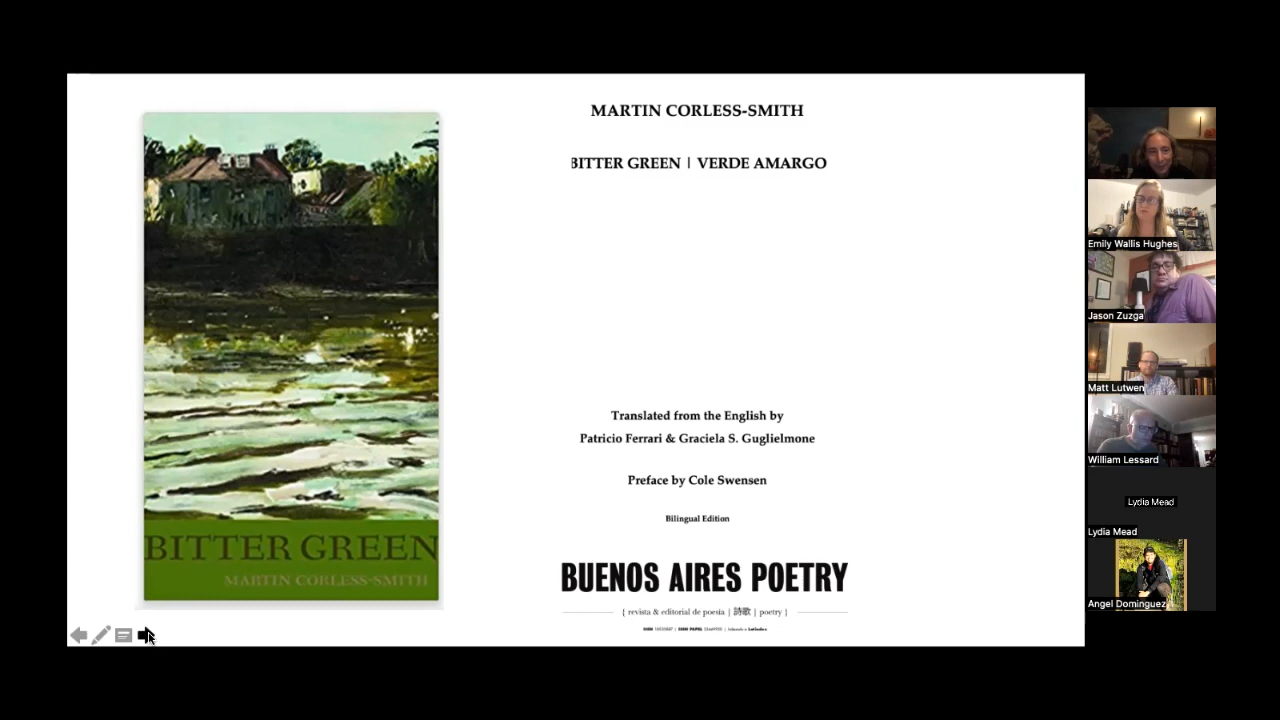 MARTIN CORLESS-SMITH
BITTER GREEN | VERDE AMARGO
Translated from the English by
Patricio Ferrari & Graciela S. Guglielmone
Preface by Cole Swensen
Bilingual Edition
BUENOS AIRES POETRY
{ revista & editorial de poesía | 詩歌 | poetry }
BITTER GREEN
MARTIN CORLESS-SMITH
Emily Wallis Hughes
Jason Zuzga
Matt Lutwen
William Lessard
Lydia Mead
Lydia Mead
Angel Dominguez